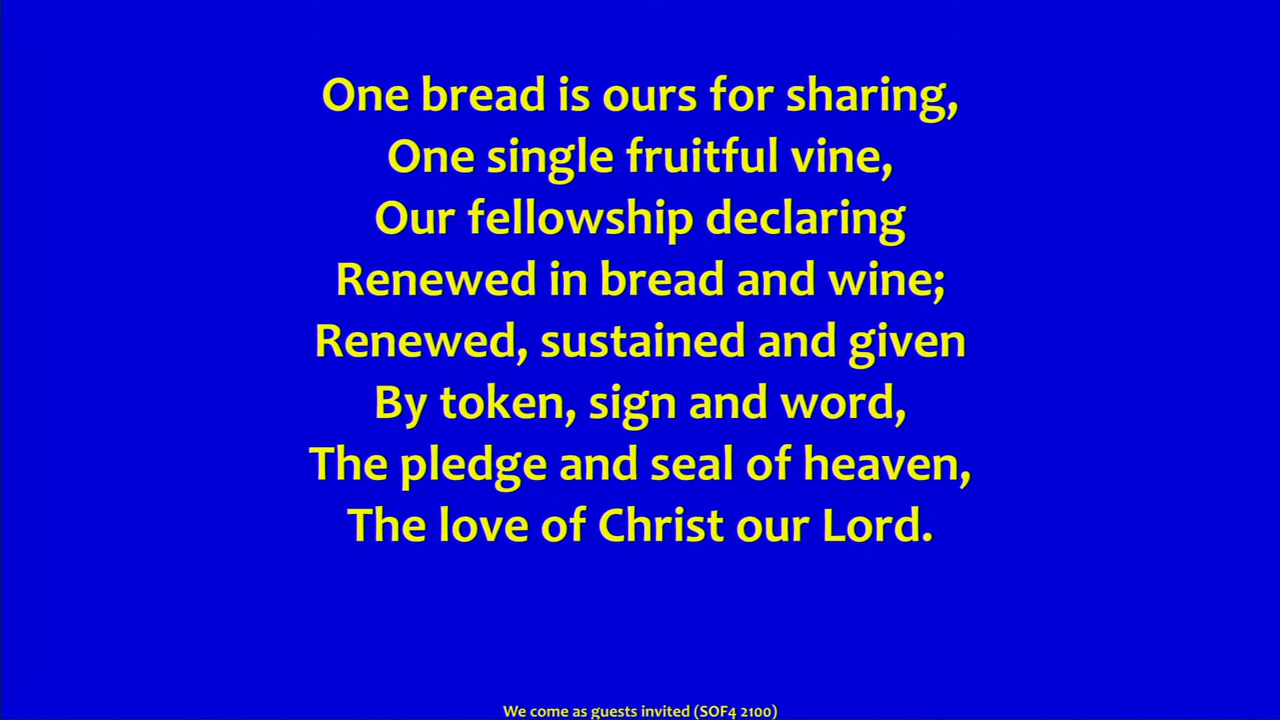 One bread is ours for sharing,
One single fruitful vine,
Our fellowship declaring
Renewed in bread and wine;
Renewed, sustained and given
By token, sign and word,
The pledge and seal of heaven,
The love of Christ our Lord.
We come as guests invited (SOF4 2100)